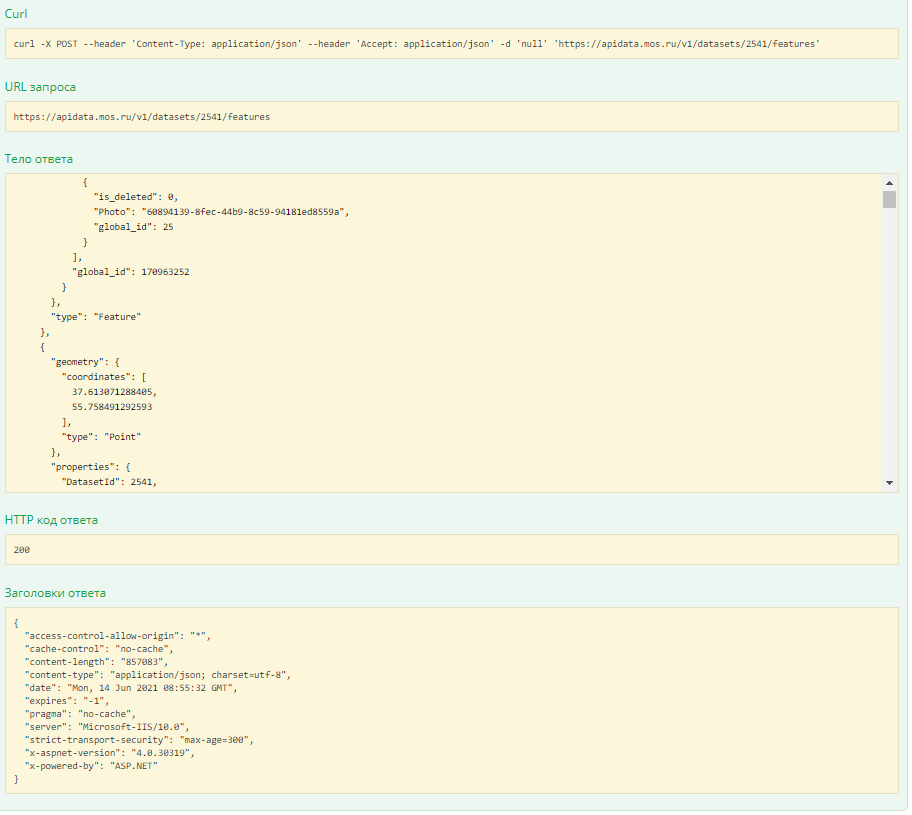 Curl
curl -X POST --header 'Content-Type: application/json' --header 'Accept: application/json' -d 'null' 'https://apidata.mos.ru/v1/datasets/2541/features'
URL запроса
https://apidata.mos.ru/v1/datasets/2541/features
Тело ответа
{
"is_deleted": 0,
"Photo": "60894139-8fec-44b9-8c59-94181ed8559a",
"global_id": 25
}
],
"global_id": 170963252
}
},
"type": "Feature"
},
{
"geometry": {
"coordinates": [
37.613071288405,
55.758491292593
],
"type": "Point"
},
"properties": {
"DatasetId": 2541,
HTTP код ответа
200
Заголовки ответа
{
"access-control-allow-origin": "*",
"cache-control": "no-cache",
"content-length": "857083",
"content-type": "application/json; charset=utf-8",
"date": "Mon, 14 Jun 2021 08:55:32 GMT",
"expires": "-1",
"pragma": "no-cache",
"server": "Microsoft-IIS/10.0",
"strict-transport-security": "max-age=300",
"x-aspnet-version": "4.0.30319",
"x-powered-by": "ASP.NET"
}